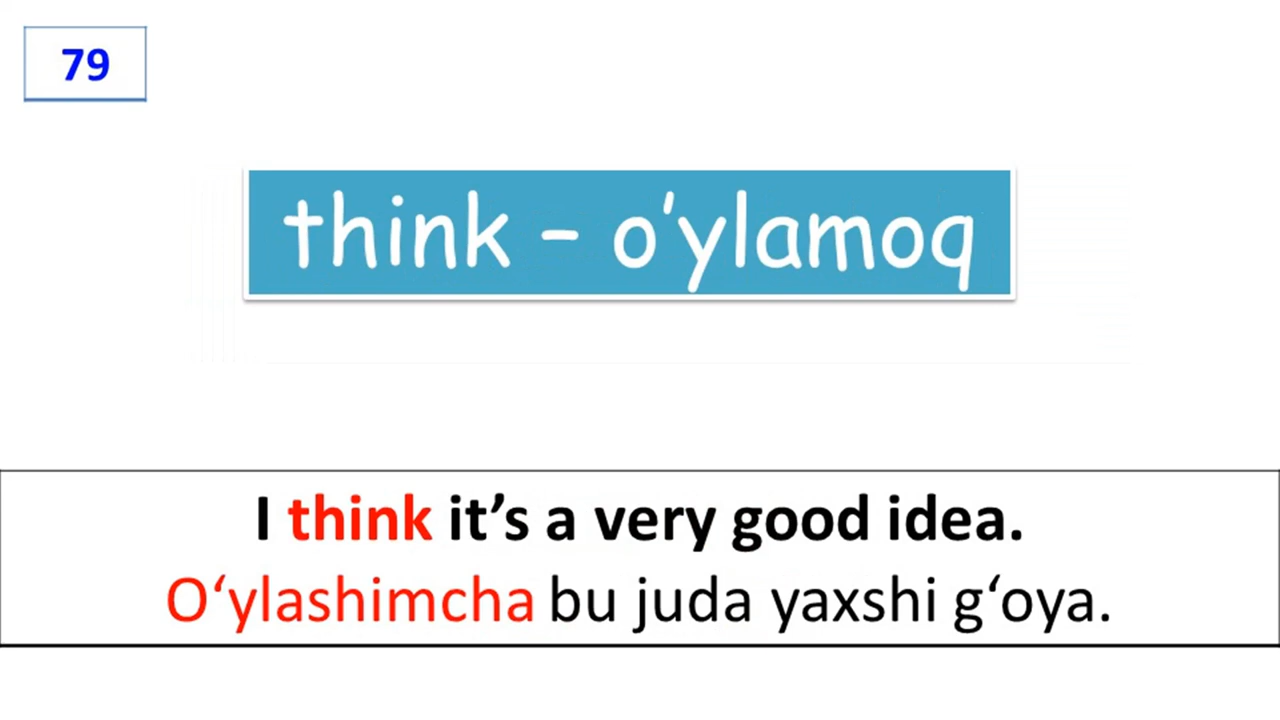 79
think – o’ylamoq
I think it’s a very good idea.
O‘ylashimcha bu juda yaxshi g‘oya.